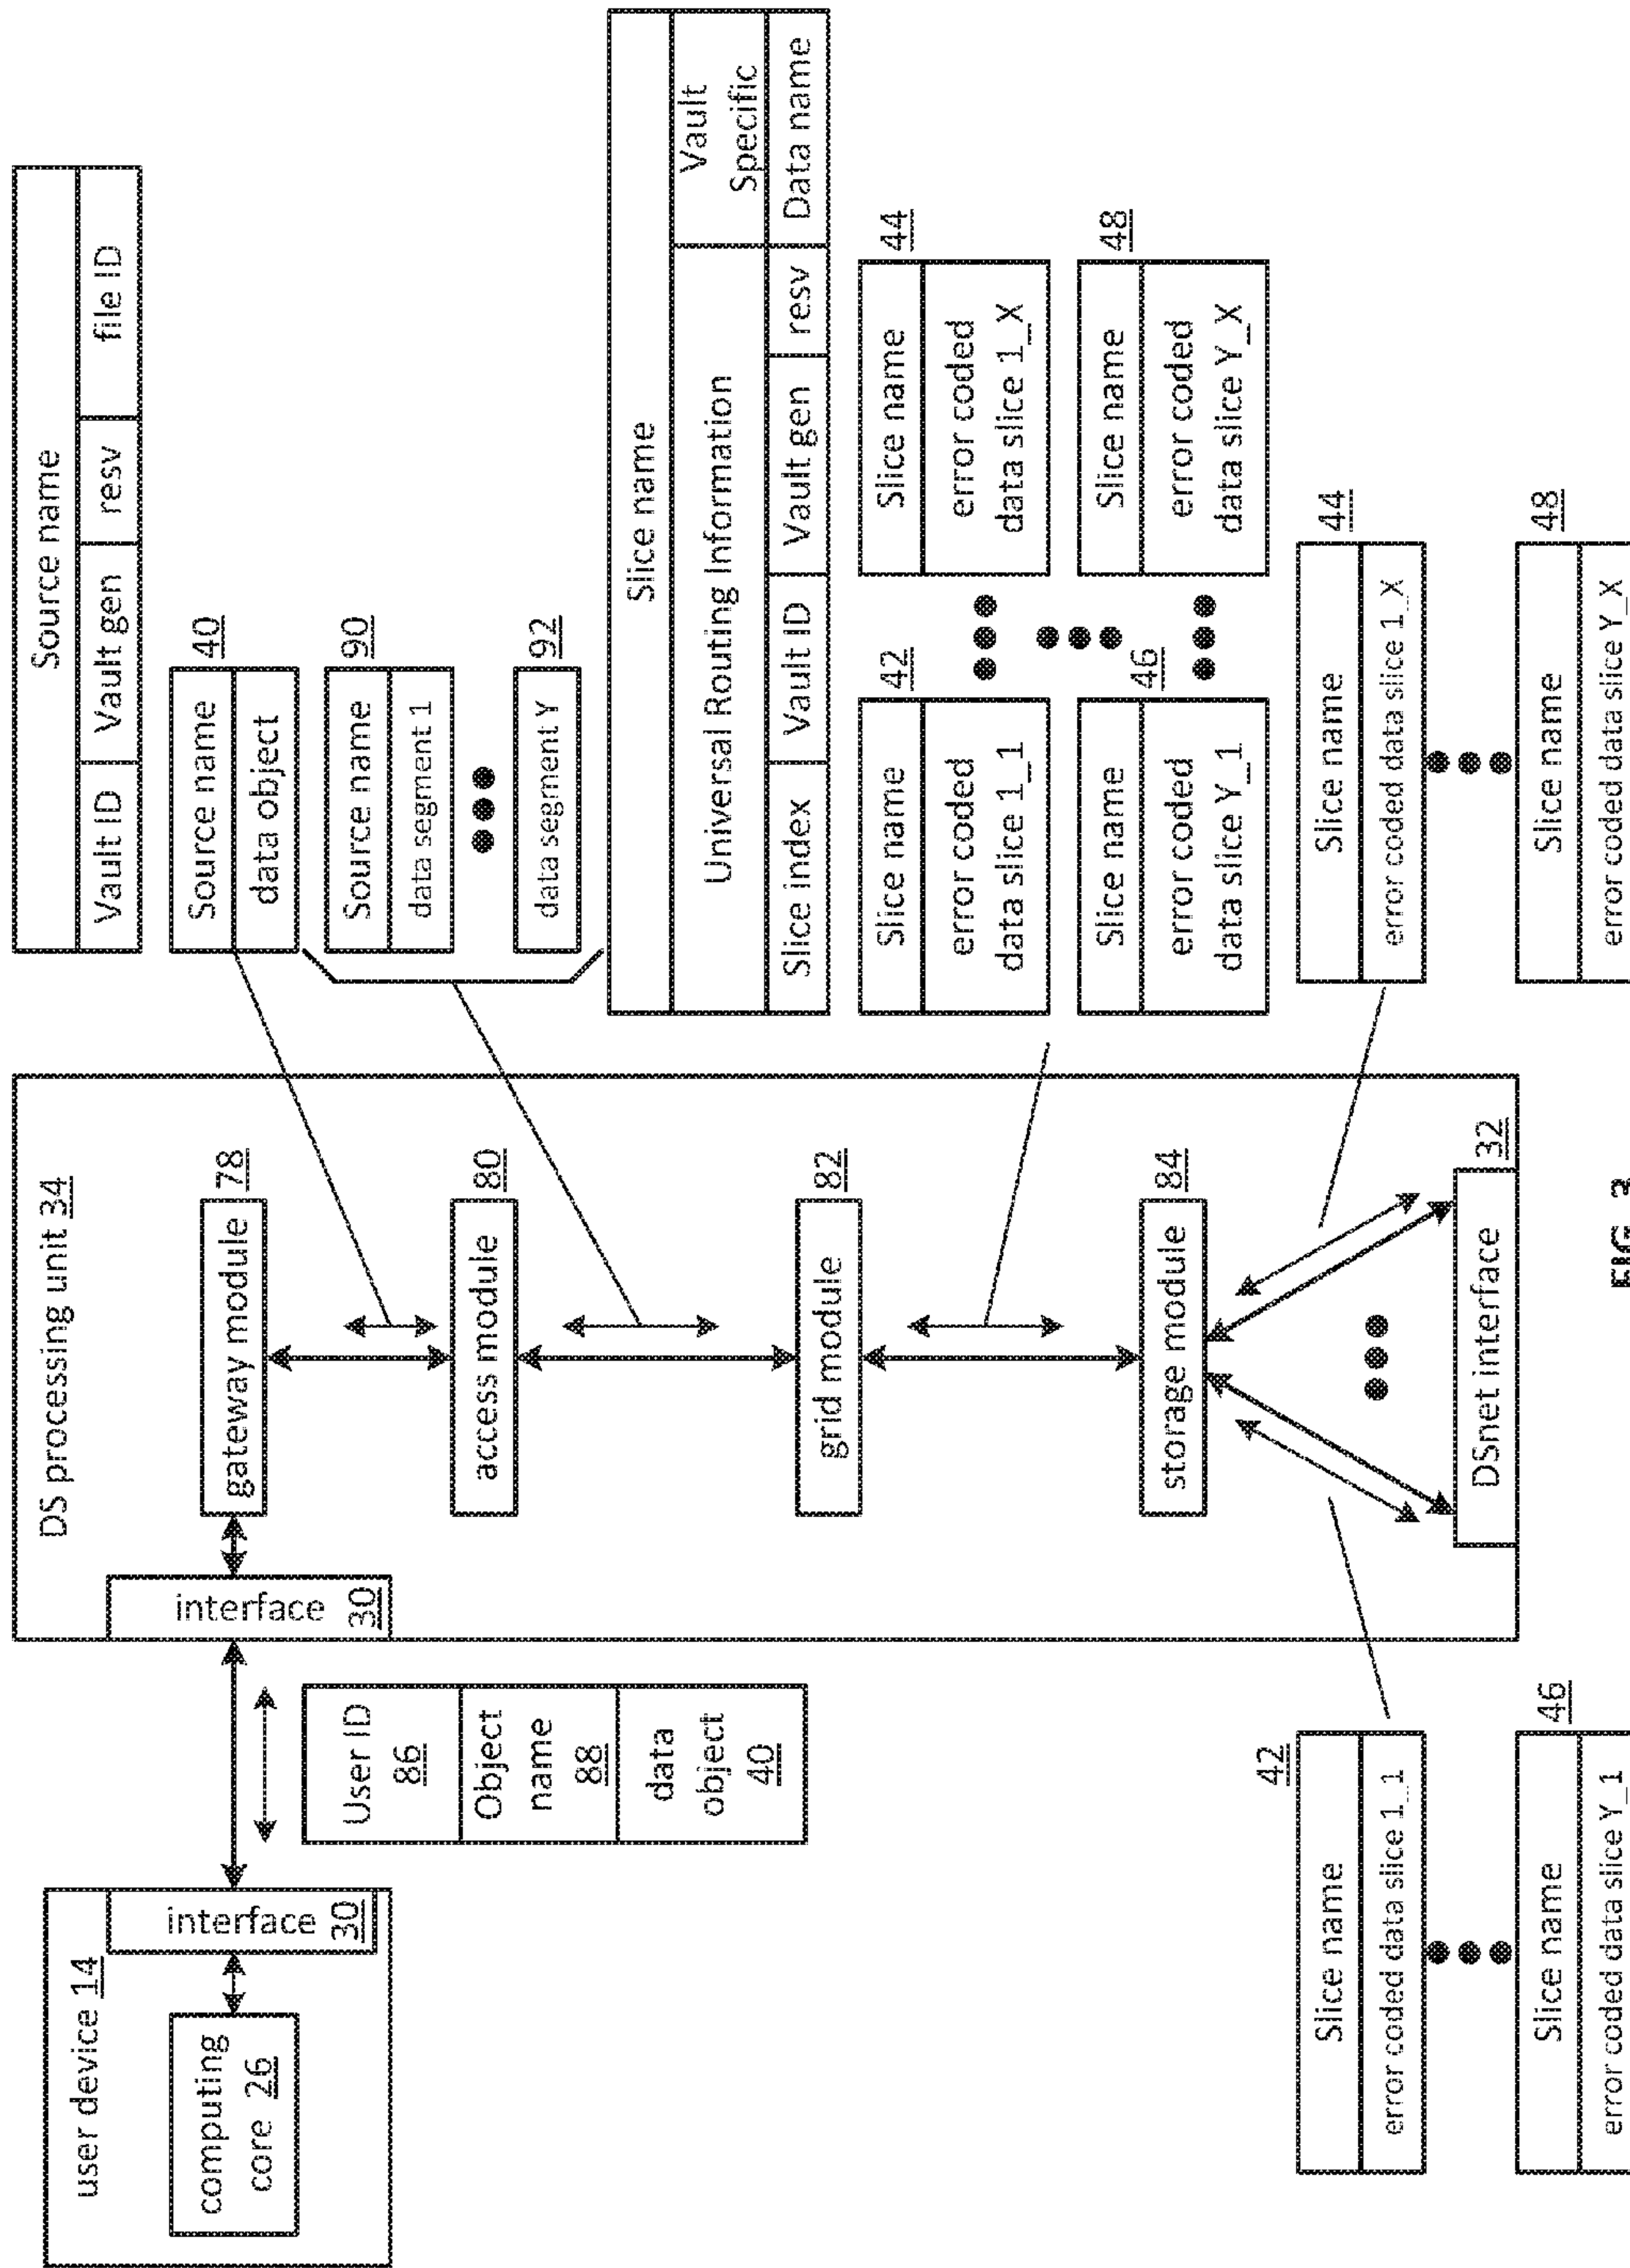 user device 14
computing
core 26
interface
30
User ID
86
Object
name
88
data
object
40
DS processing unit 34
interface
30
gateway module
78
access module
80
grid module
82
storage module
84
DSnet interface
32
Source name
Vault ID
Vault gen
resv
file ID
Source name
data object
40
Source name
data segment 1
90
data segment Y
92
Slice name
Universal Routing Information
Vault
Specific
Slice index
Vault ID
Vault gen
resv
Data name
Slice name
error coded
data slice 1_1
42
Slice name
error coded
data slice 1_X
44
Slice name
error coded
data slice Y_1
46
Slice name
error coded
data slice Y_X
48
42
Slice name
error coded data slice 1_1
46
Slice name
error coded data slice Y_1
44
Slice name
error coded data slice 1_X
48
Slice name
error coded data slice Y_X
FIG. 3